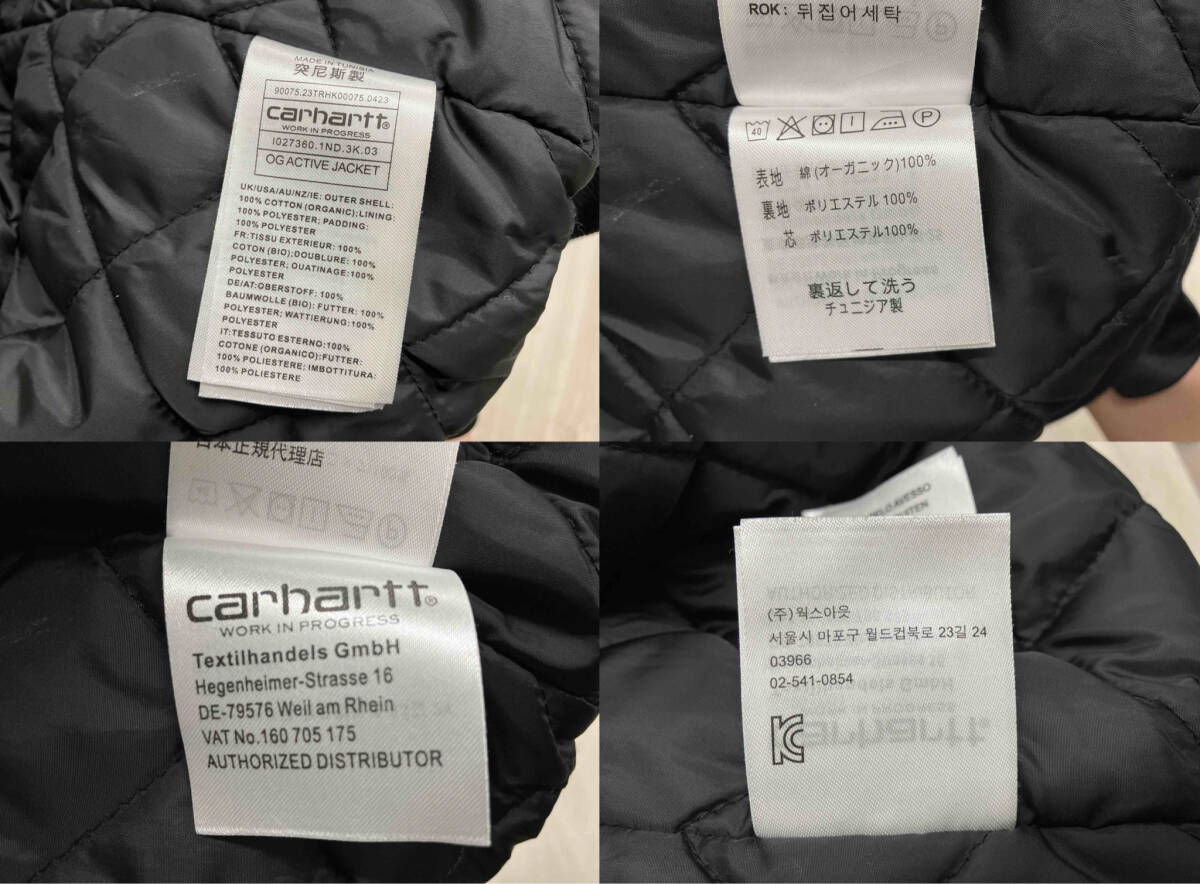 MADE IN TUNISIA
突尼斯製
90075.23TRHK00075.0423
carhartt®
WORK IN PROGRESS
I027360.1ND.3K.03
OG ACTIVE JACKET
UK/USA/AU/NZ/IE: OUTER SHELL:
100% COTTON (ORGANIC); LINING:
100% POLYESTER; PADDING:
100% POLYESTER
FR:TISSU EXTERIEUR: 100%
COTON (BIO):DOUBLURE: 100%
POLYESTER; OUATINAGE: 100%
POLYESTER
DE/AT:OBERSTOFF: 100%
BAUMWOLLE (BIO): FUTTER: 100%
POLYESTER; WATTIERUNG:100%
POLYESTER
IT:TESSUTO ESTERNO:100%
COTONE (ORGANICO):FUTTER:
100% POLIESTERE; IMBOTTITURA:
100% POLIESTERE
ROK: 뒤집어세탁
40
P
表地 綿(オーガニック)100%
裏地 ポリエステル 100%
芯 ポリエステル100%
裏返して洗う
チュニジア製
日本正規代理店
carhartt®
WORK IN PROGRESS
Textilhandels GmbH
Hegenheimer-Strasse 16
DE-79576 Weil am Rhein
VAT No.160 705 175
AUTHORIZED DISTRIBUTOR
AVESSO
(주)웍스아웃
서울시 마포구 월드컵북로 23길 24
03966
02-541-0854